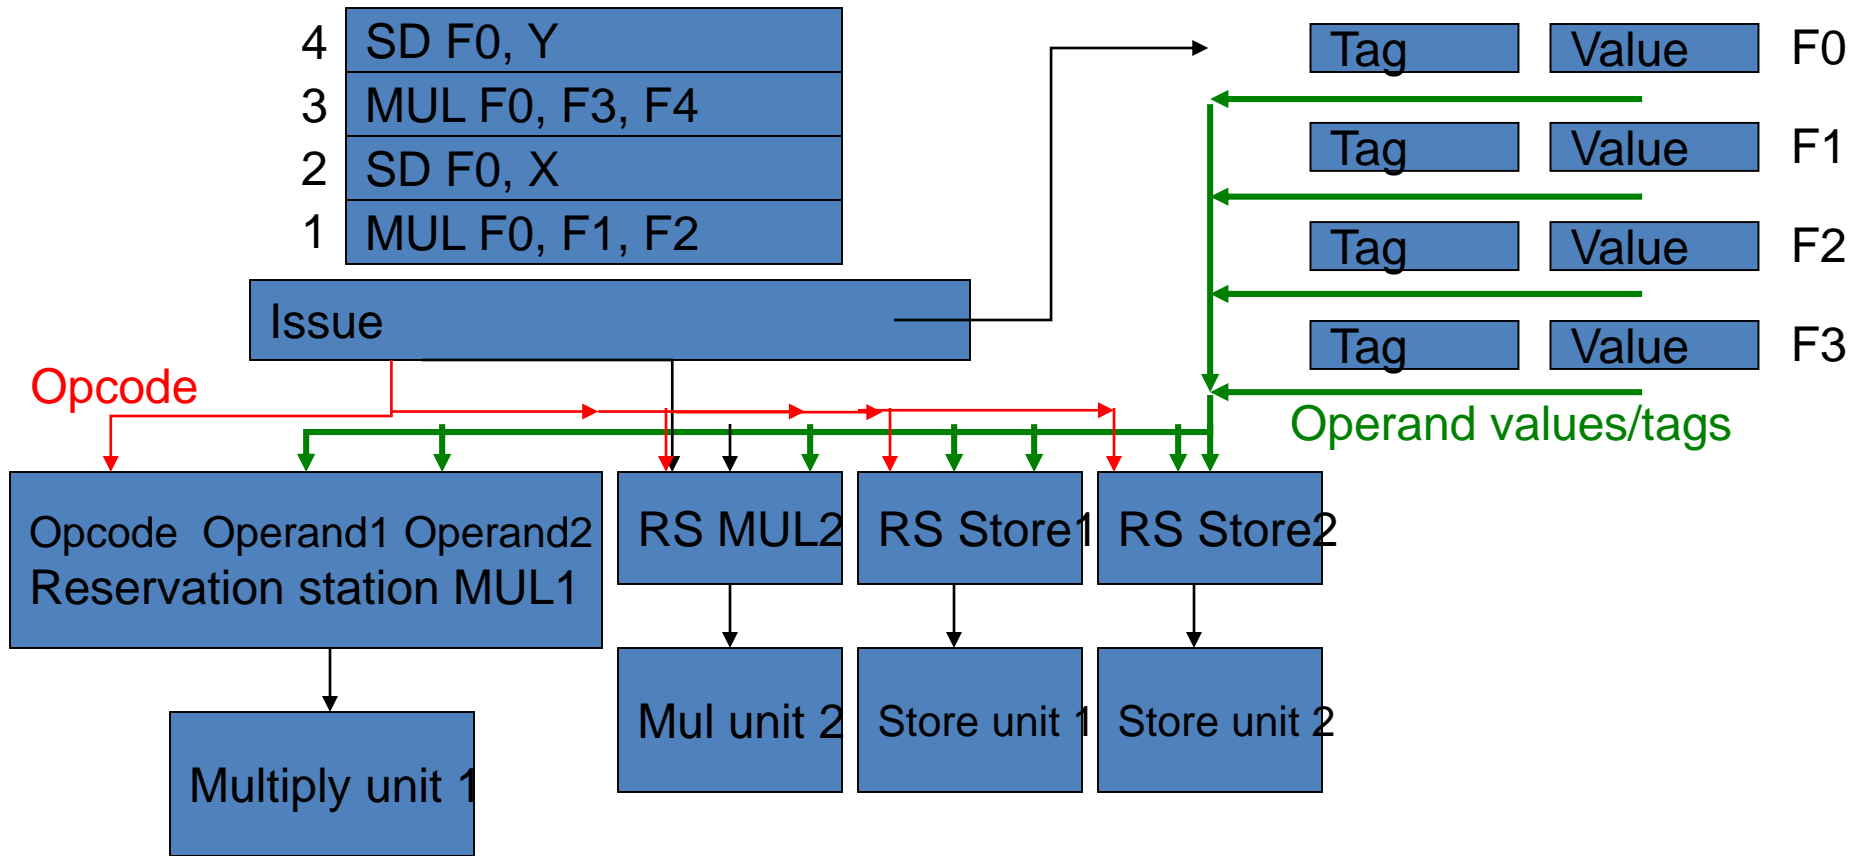 4 SD F0, Y
3 MUL F0, F3, F4
2 SD F0, X
1 MUL F0, F1, F2
Issue
Tag Value F0
Tag Value F1
Tag Value F2
Tag Value F3
Opcode
Operand values/tags
Opcode Operand1 Operand2
Reservation station MUL1
RS MUL2
RS Store1
RS Store2
Multiply unit 1
Mul unit 2
Store unit 1
Store unit 2